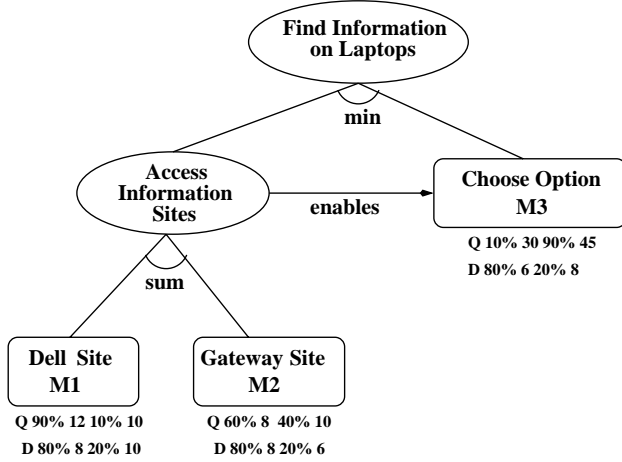 Find Information
on Laptops
min
Access
Information
Sites
enables
Choose Option
M3
Q 10% 30 90% 45
D 80% 6 20% 8
sum
Dell Site
M1
Q 90% 12 10% 10
D 80% 8 20% 10
Gateway Site
M2
Q 60% 8 40% 10
D 80% 8 20% 6